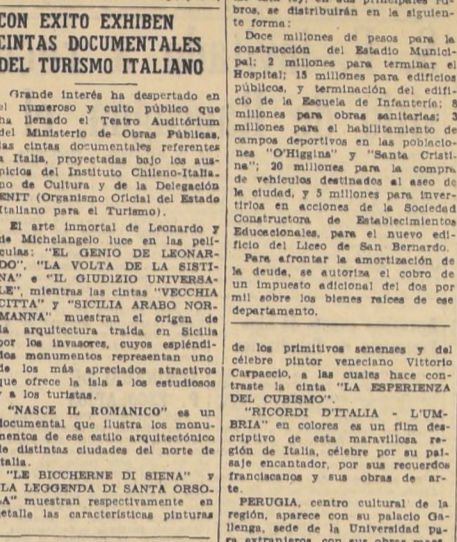 CON EXITO EXHIBEN
CINTAS DOCUMENTALES
DEL TURISMO ITALIANO
Grande interés ha despertado en
el numeroso y culto público que
ha llenado el Teatro Auditórium
del Ministerio de Obras Públicas,
las cintas documentales referentes
a Italia, proyectadas bajo los aus-
picios del Instituto Chileno-Italia-
no de Cultura y de la Delegación
ENIT (Organismo Oficial del Estado
Italiano para el Turismo).
El arte inmortal de Leonardo y
de Michelangelo luce en las pelí-
culas: "EL GENIO DE LEONAR-
DO". "LA VOLTA DE LA SISTI-
NA" e "IL GIUDIZIO UNIVERSA-
LE", mientras las cintas "VECCHIA
CITTA" y "SICILIA ARABO NOR-
MANNA" muestran el origen de
la arquitectura traída en Sicilia
por los invasores, cuyos espléndi-
dos monumentos representan uno
de los más apreciados atractivos
que ofrece la isla a los estudiosos
y a los turistas.
"NASCE IL ROMANICO" es un
documental que ilustra los monu-
mentos de ese estilo arquitectónico
de distintas ciudades del norte de
Italia.
"LE BICCHERNE DI SIENA" y
"LA LEGGENDA DI SANTA ORSO-
LA" muestran respectivamente en
detalle las características pinturas
bros, se distribuirán en la siguien-
te forma:
Doce millones de pesos para la
construcción del Estadio Munici-
pal; 2 millones para terminar el
Hospital; 15 millones para edificios
públicos, y terminación del edifi-
cio de la Escuela de Infantería; 8
millones para obras sanitarias; 3
millones para el habilitamiento de
campos deportivos en las poblacio-
nes "O'Higgins" y "Santa Cristi-
na"; 20 millones para la compra
de vehículos destinados al aseo de
la ciudad, y 5 millones para inver-
tirlos en acciones de la Sociedad
Constructora de Establecimientos
Educacionales, para el nuevo edi-
ficio del Liceo de San Bernardo.
Para afrontar la amortización de
la deuda, se autoriza el cobro de
un impuesto adicional del dos por
mil sobre los bienes raíces de ese
departamento.
de los primitivos senenses y del
célebre pintor veneciano Vittorio
Carpaccio, a las cuales hace con-
traste la cinta "LA ESPERIENZA
DEL CUBISMO".
"RICORDI D'ITALIA - L'UM-
BRIA" en colores es un film des-
criptivo de esta maravillosa re-
gión de Italia, célebre por su pai-
saje encantador, por sus recuerdos
franciscanos y sus obras de ar-
te.
PERUGIA, centro cultural de la
región, aparece con su palacio Ga-
llenga, sede de la Universidad pa-
ra extranjeros, con sus obras